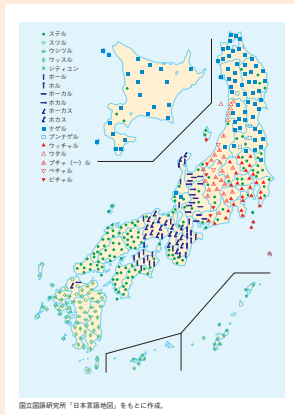 ステル
スツル
ウシツル
ウッスル
シティユン
ホール
ホル
ホーカル
ホカル
ホーカス
ホカス
ナゲル
ブンナゲル
ウッチャル
ウタル
ブチャ(ー)ル
ベチャル
ビチャル
国立国語研究所「日本言語地図」をもとに作成。